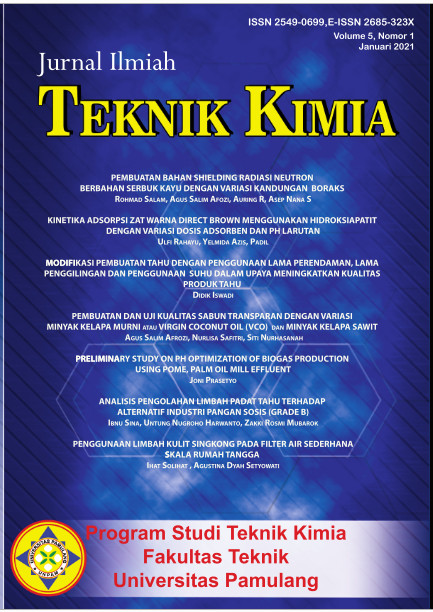 ISSN 2549-0699,E-ISSN 2685-323X
Volume 5, Nomor 1
Januari 2021
Jurnal Ilmiah
TEKNIK KIMIA
PEMBUATAN BAHAN SHIELDING RADIASI NEUTRON
BERBAHAN SERBUK KAYU DENGAN VARIASI KANDUNGAN BORAKS
ROHMAD SALAM, AGUS SALIM AFOZI, AURING R, ASEP NANA S
KINETIKA ADSORPSI ZAT WARNA DIRECT BROWN MENGGUNAKAN HIDROKSIAPATIT
DENGAN VARIASI DOSIS ADSORBEN DAN PH LARUTAN
ULFI RAHAYU, YELMIDA AZIS, PADIL
MODIFIKASI PEMBUATAN TAHU DENGAN PENGGUNAAN LAMA PERENDAMAN, LAMA
PENGGILINGAN DAN PENGGUNAAN SUHU DALAM UPAYA MENINGKATKAN KUALITAS
PRODUK TAHU
DIDIK ISWADI
PEMBUATAN DAN UJI KUALITAS SABUN TRANSPARAN DENGAN VARIASI
MINYAK KELAPA MURNI ATAU VIRGIN COCONUT OIL (VCO) DAN MINYAK KELAPA SAWIT
AGUS SALIM AFROZI, NURLISA SAFITRI, SITI NURHASANAH
PRELIMINARY STUDY ON PH OPTIMIZATION OF BIOGAS PRODUCTION
USING POME, PALM OIL MILL EFFLUENT
JONI PRASETYO
ANALISIS PENGOLAHAN LIMBAH PADAT TAHU TERHADAP
ALTERNATIF INDUSTRI PANGAN SOSIS (GRADE B)
IBNU SINA, UNTUNG NUGROHO HARWANTO, ZAKKI ROSMI MUBAROK
PENGGUNAAN LIMBAH KULIT SINGKONG PADA FILTER AIR SEDERHANA
SKALA RUMAH TANGGA
IHAT SOLIHAT , AGUSTINA DYAH SETYOWATI
UNIVERSITAS PAMULANG
UNPAM
Program Studi Teknik Kimia
Fakultas Teknik
Universitas Pamulang